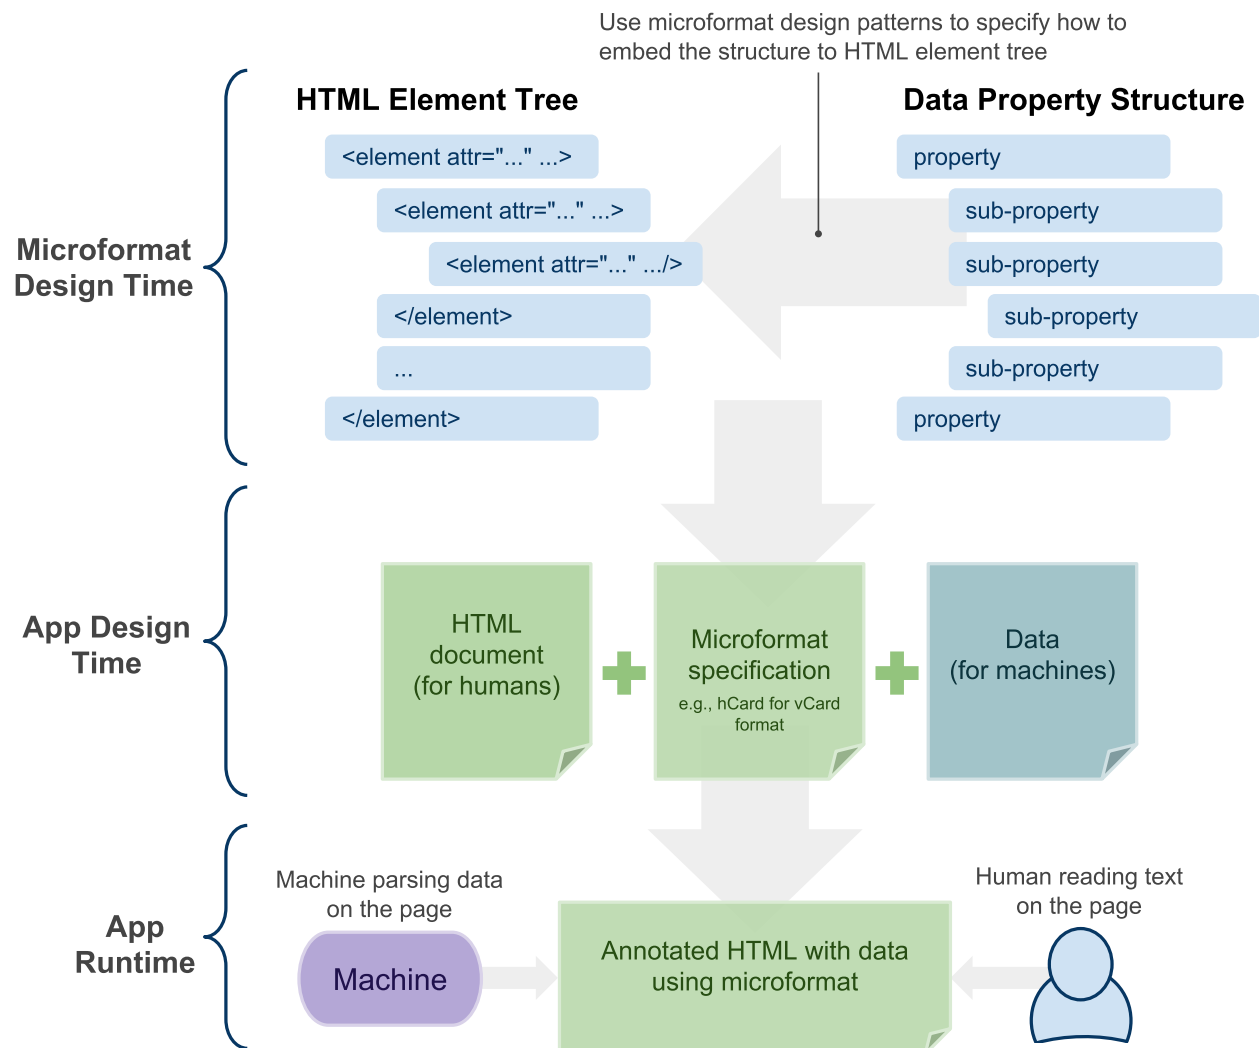 Use microformat design patterns to specify how to
embed the structure to HTML element tree
HTML Element Tree
Data Property Structure
Microformat
Design Time
<element attr="..." ...>
<element attr="..." ...>
<element attr="..." .../>
</element>
...
</element>
property
sub-property
sub-property
sub-property
sub-property
property
App Design
Time
HTML
document
(for humans)
Microformat
specification
e.g., hCard for vCard
format
Data
(for machines)
App
Runtime
Machine parsing data
on the page
Machine
Annotated HTML with data
using microformat
Human reading text
on the page